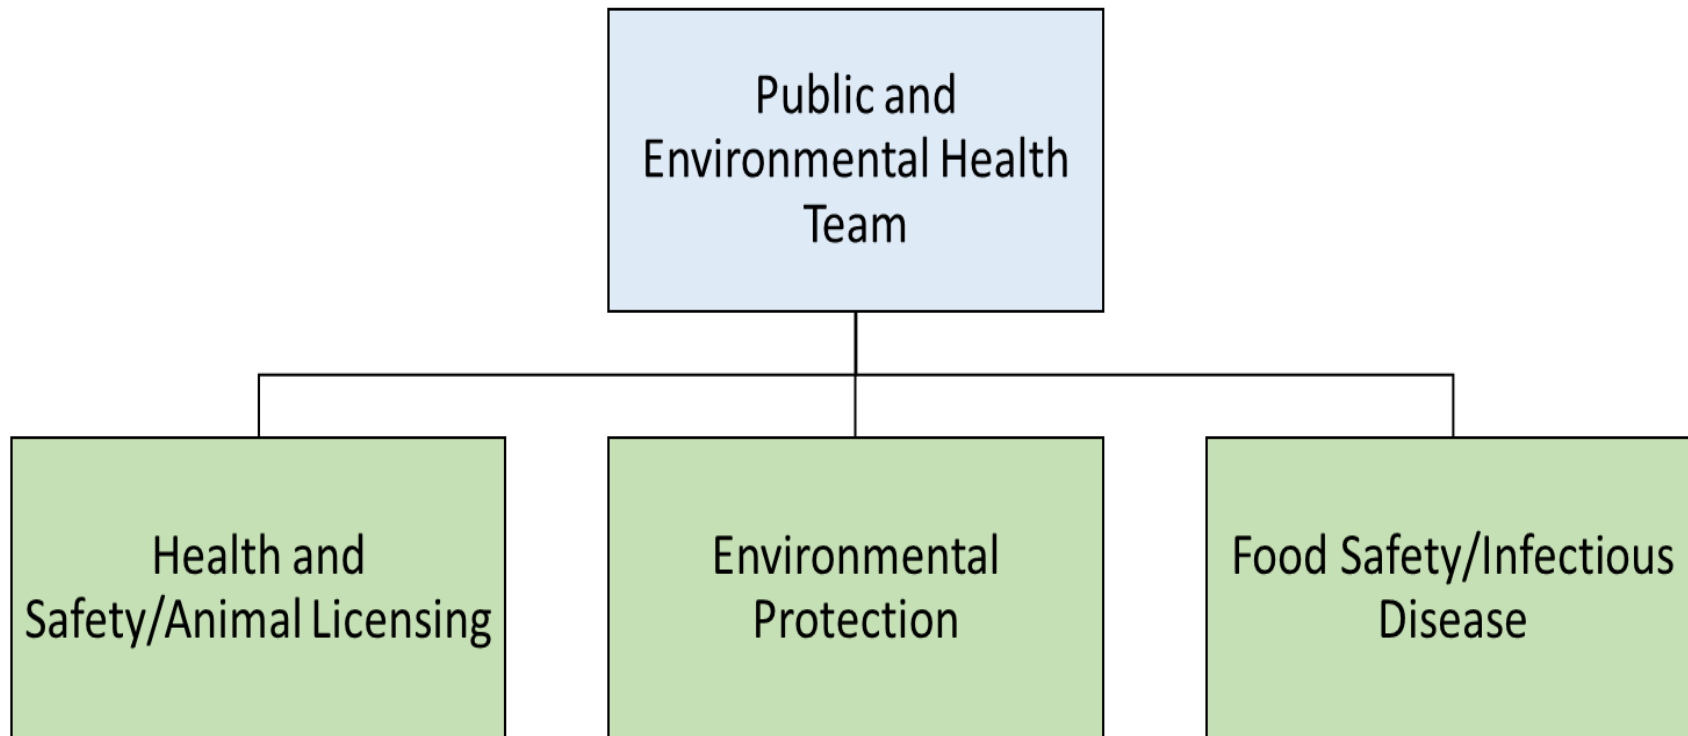 Public and
Environmental Health
Team
Health and
Safety/Animal Licensing
Environmental
Protection
Food Safety/Infectious
Disease